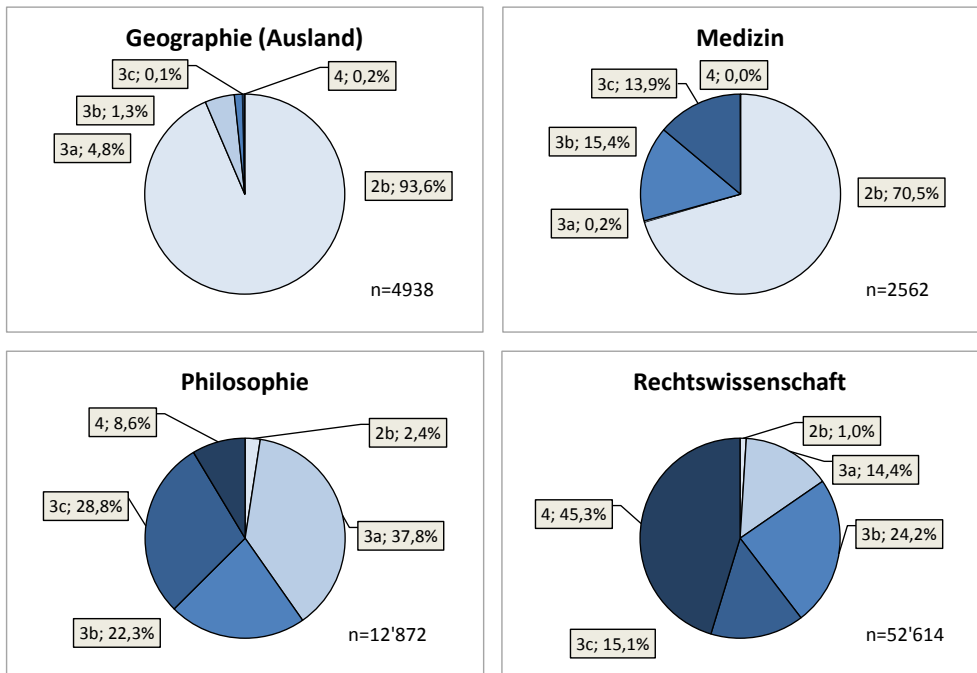 Geographie (Ausland)
3c; 0,1%
4; 0,2%
3b; 1,3%
3a; 4,8%
2b; 93,6%
n=4938
Medizin
4; 0,0%
3c; 13,9%
3b; 15,4%
2b; 70,5%
3a; 0,2%
n=2562
Philosophie
4; 8,6%
2b; 2,4%
3c; 28,8%
3a; 37,8%
3b; 22,3%
n=12'872
Rechtswissenschaft
2b; 1,0%
3a; 14,4%
4; 45,3%
3b; 24,2%
3c; 15,1%
n=52'614